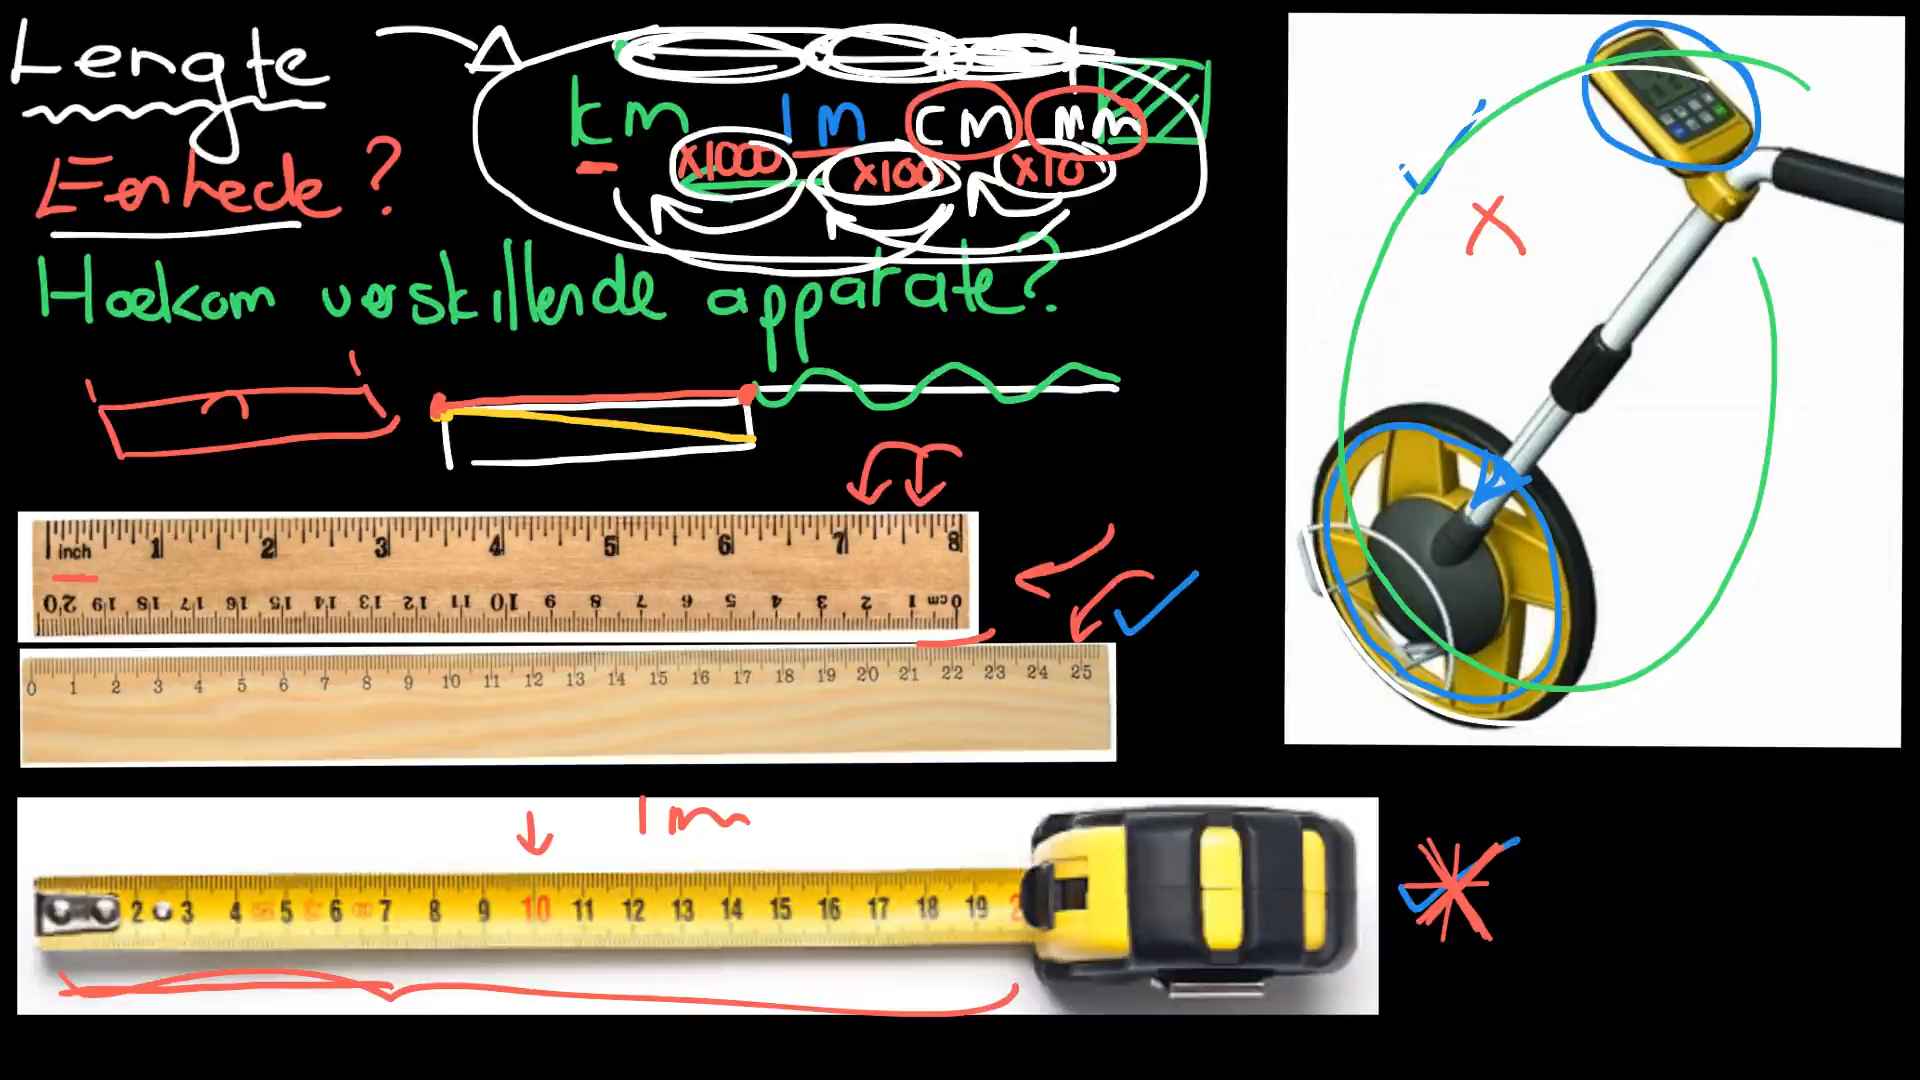 Lengte
km 1m cm mm
x1000 x100 x10
Eenhede?
Hoekom verskillende apparate?
inch 1 2 3 4 5 6 7 8
20 19 18 17 16 15 14 13 12 11 10 9 8 7 6 5 4 3 2 1 cm 0
0 1 2 3 4 5 6 7 8 9 10 11 12 13 14 15 16 17 18 19 20 21 22 23 24 25
1m
2 3 4 5 6 7 8 9 10 11 12 13 14 15 16 17 18 19 2